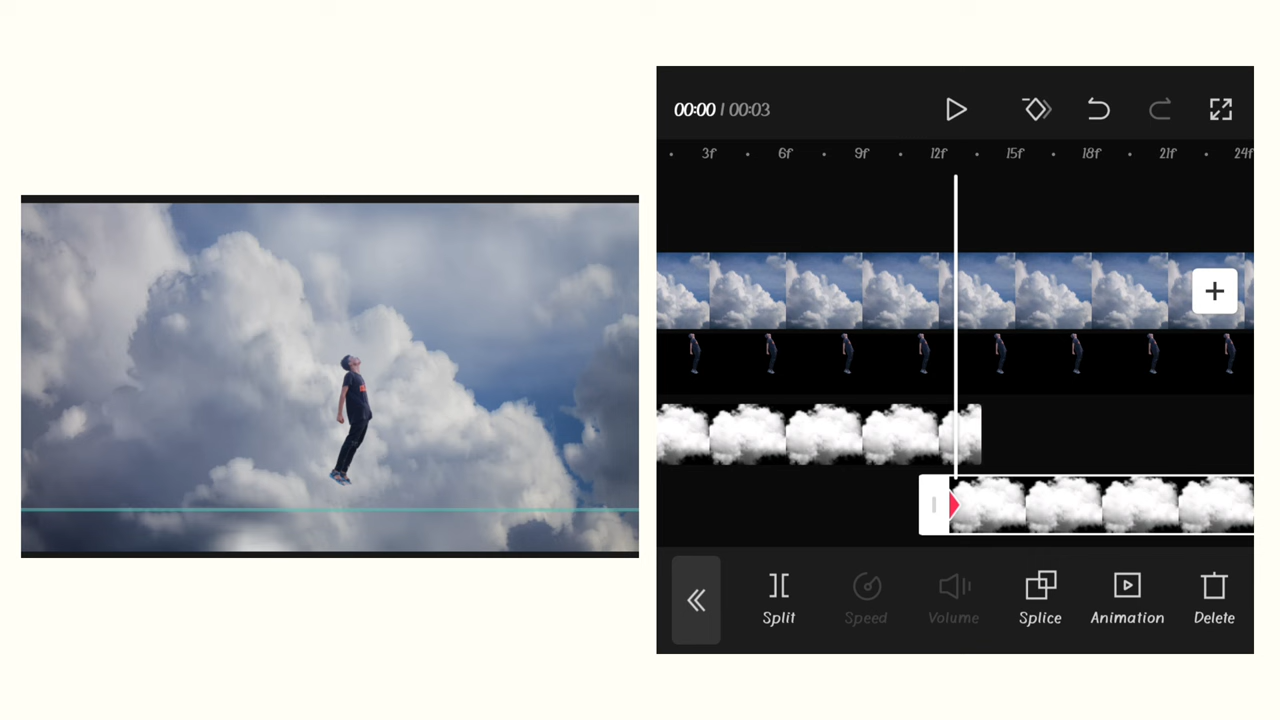 00:00 / 00:03
3f 6f 9f 12f 15f 18f 21f 24f
Split Speed Volume Splice Animation Delete